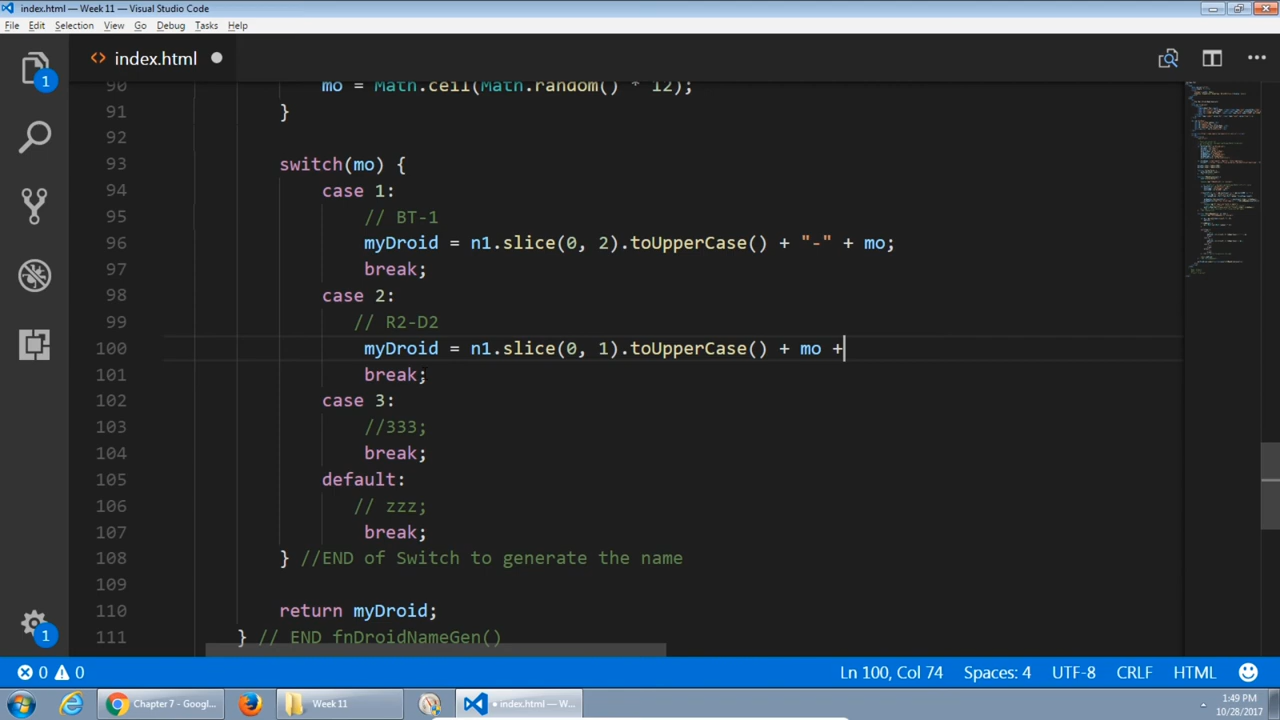 index.html - Week 11 - Visual Studio Code
File Edit Selection View Go Debug Tasks Help
1
<> index.html
90 mo = Math.ceil(Math.random() * 12);
91 }
92
93 switch(mo) {
94 case 1:
95 // BT-1
96 myDroid = n1.slice(0, 2).toUpperCase() + "-" + mo;
97 break;
98 case 2:
99 // R2-D2
100 myDroid = n1.slice(0, 1).toUpperCase() + mo +
101 break;
102 case 3:
103 //333;
104 break;
105 default:
106 // zzz;
107 break;
108 } //END of Switch to generate the name
109
110 return myDroid;
111 } // END fnDroidNameGen()
1
0 0 Ln 100, Col 74 Spaces: 4 UTF-8 CRLF HTML
Chapter 7 - Googl... Week 11 • index.html — W... 1:49 PM
10/28/2017